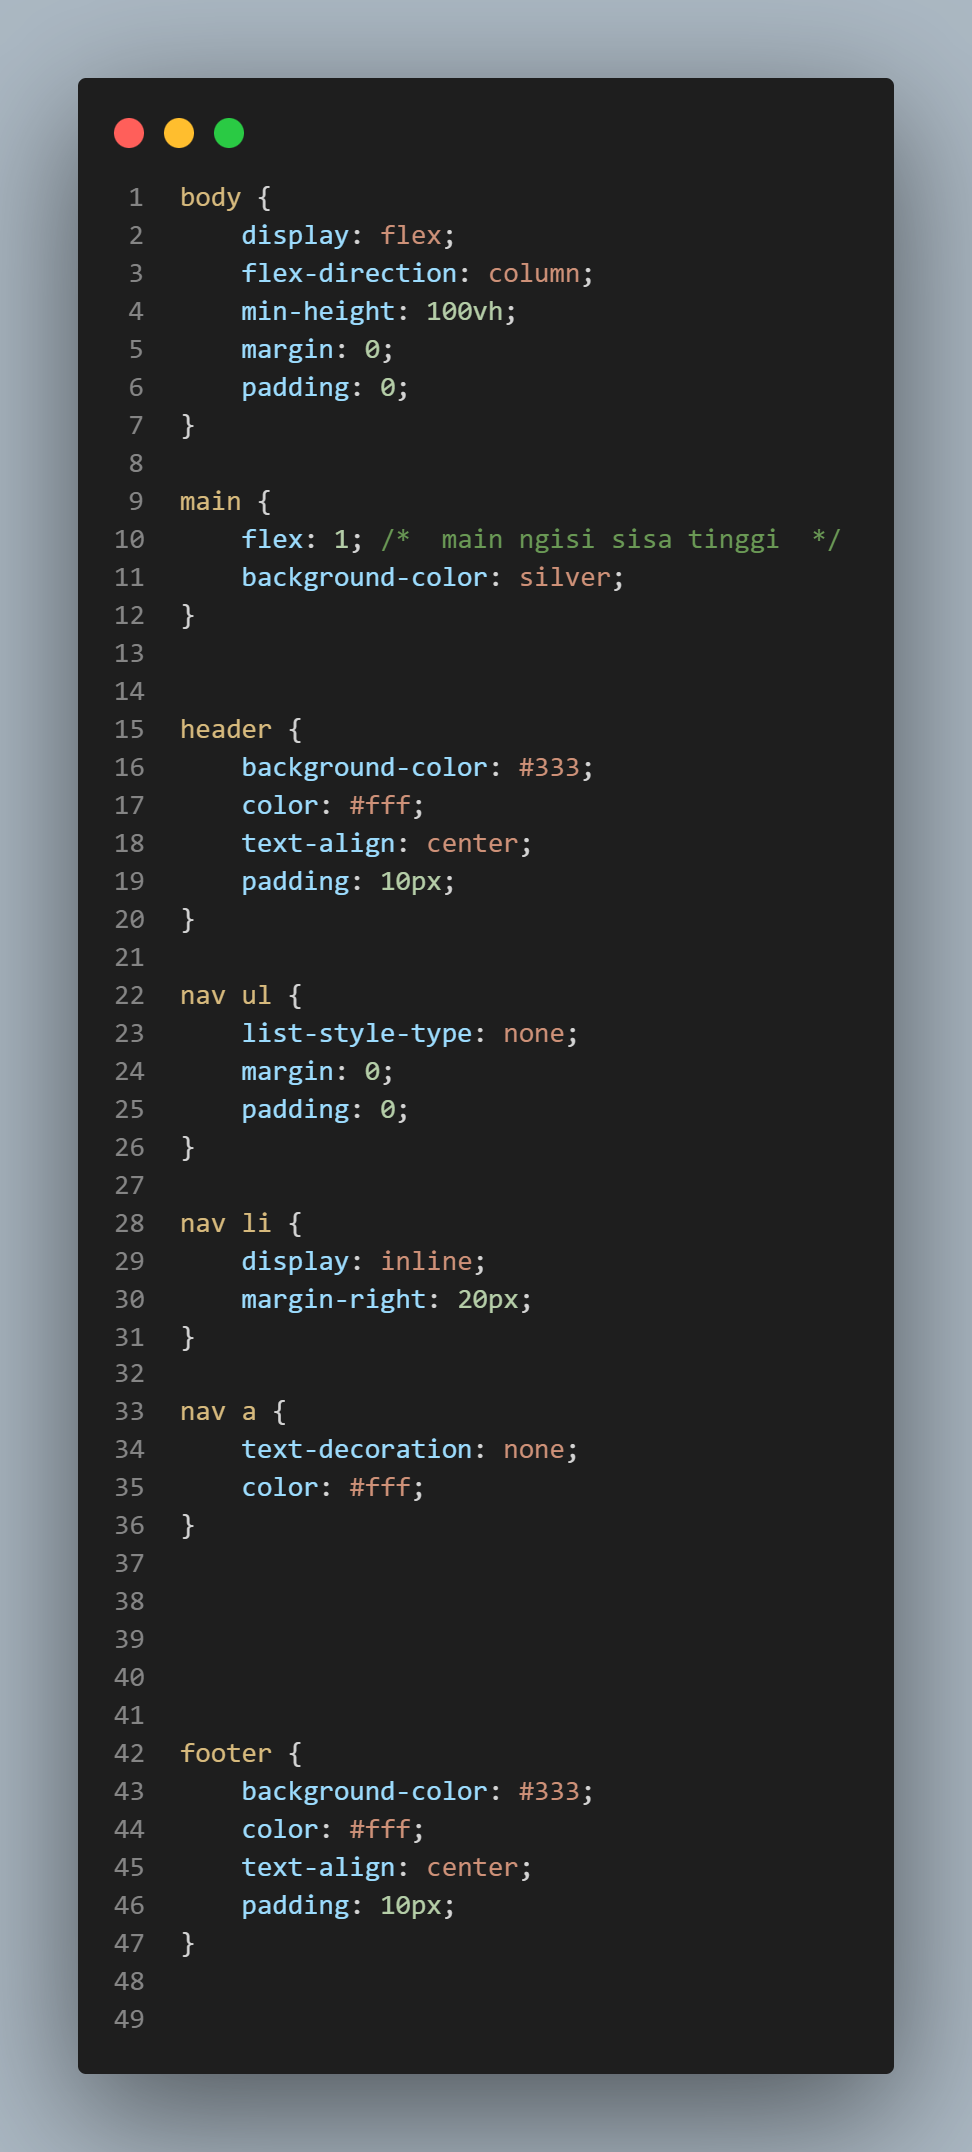 1 body {
2     display: flex;
3     flex-direction: column;
4     min-height: 100vh;
5     margin: 0;
6     padding: 0;
7 }
8
9 main {
10     flex: 1; /*  main ngisi sisa tinggi  */
11     background-color: silver;
12 }
13
14
15 header {
16     background-color: #333;
17     color: #fff;
18     text-align: center;
19     padding: 10px;
20 }
21
22 nav ul {
23     list-style-type: none;
24     margin: 0;
25     padding: 0;
26 }
27
28 nav li {
29     display: inline;
30     margin-right: 20px;
31 }
32
33 nav a {
34     text-decoration: none;
35     color: #fff;
36 }
37
38
39
40
41
42 footer {
43     background-color: #333;
44     color: #fff;
45     text-align: center;
46     padding: 10px;
47 }
48
49